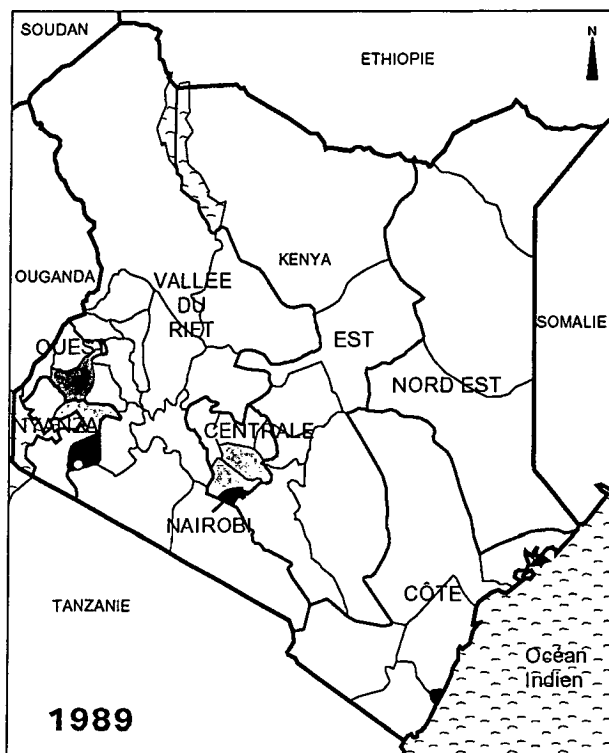 SOUDAN
ETHIOPIE
N
OUGANDA
VALLEE
DU
RIFT
KENYA
SOMALIE
OUEST
EST
NORD EST
NYANZA
CENTRALE
NAIROBI
CÔTE
TANZANIE
Océan
Indien
1989